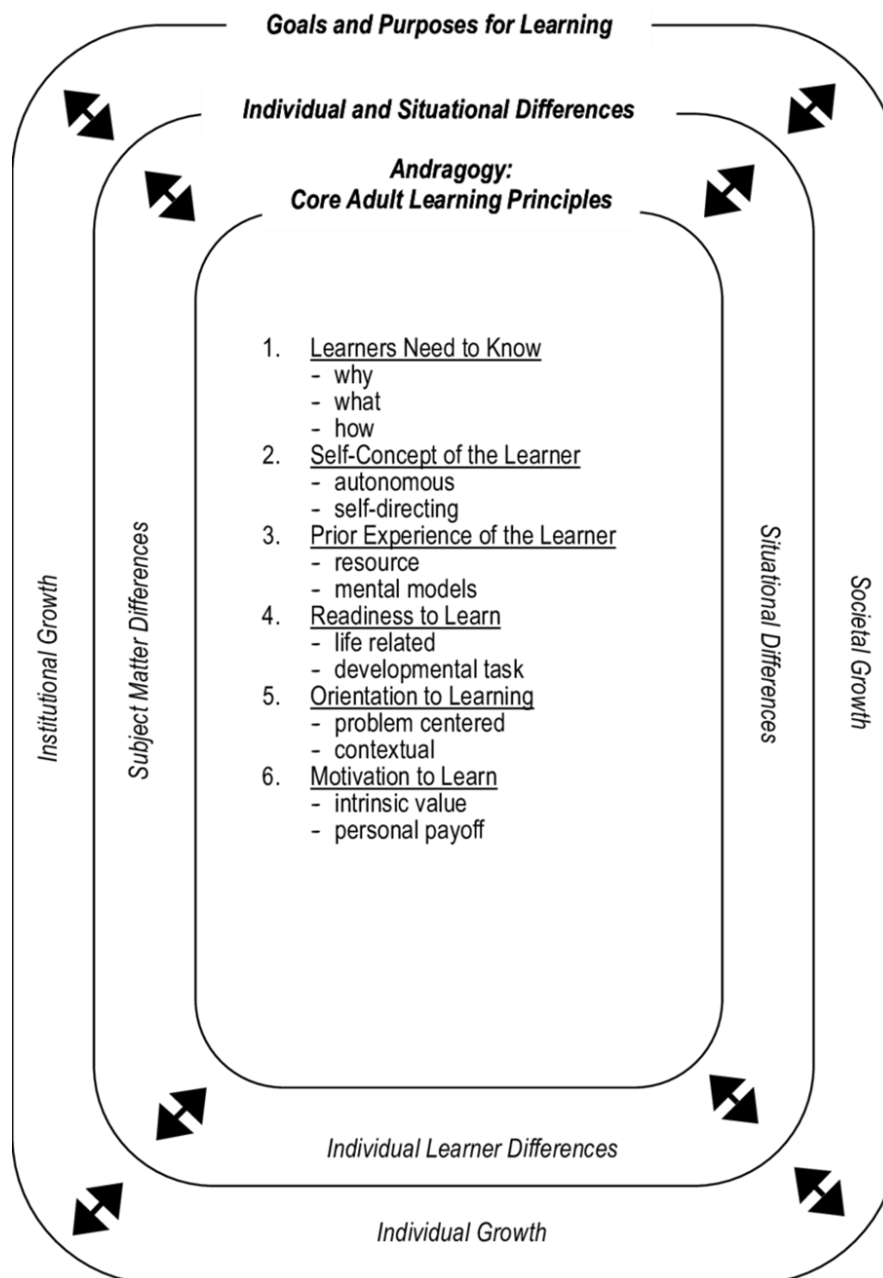 Goals and Purposes for Learning
Individual and Situational Differences
Andragogy:
Core Adult Learning Principles
1. Learners Need to Know
- why
- what
- how
2. Self-Concept of the Learner
- autonomous
- self-directing
3. Prior Experience of the Learner
- resource
- mental models
4. Readiness to Learn
- life related
- developmental task
5. Orientation to Learning
- problem centered
- contextual
6. Motivation to Learn
- intrinsic value
- personal payoff
Institutional Growth
Subject Matter Differences
Situational Differences
Societal Growth
Individual Learner Differences
Individual Growth